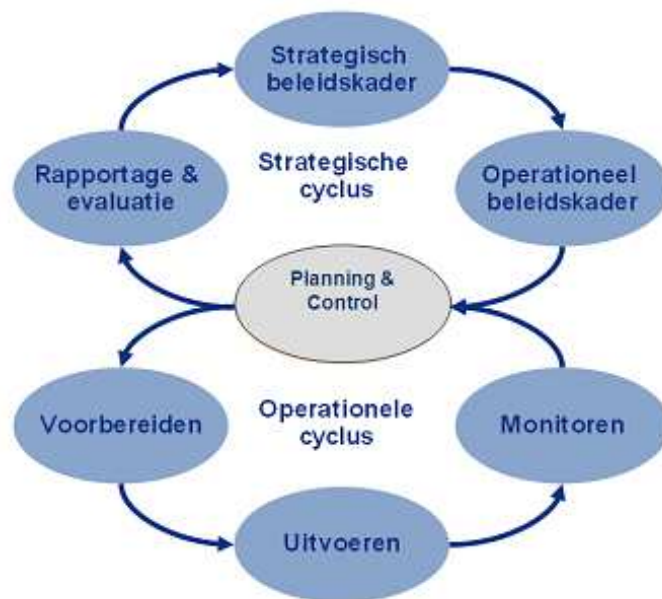 Strategisch
beleidskader
Rapportage &
evaluatie
Strategische
cyclus
Operationeel
beleidskader
Planning &
Control
Voorbereiden
Operationele
cyclus
Monitoren
Uitvoeren